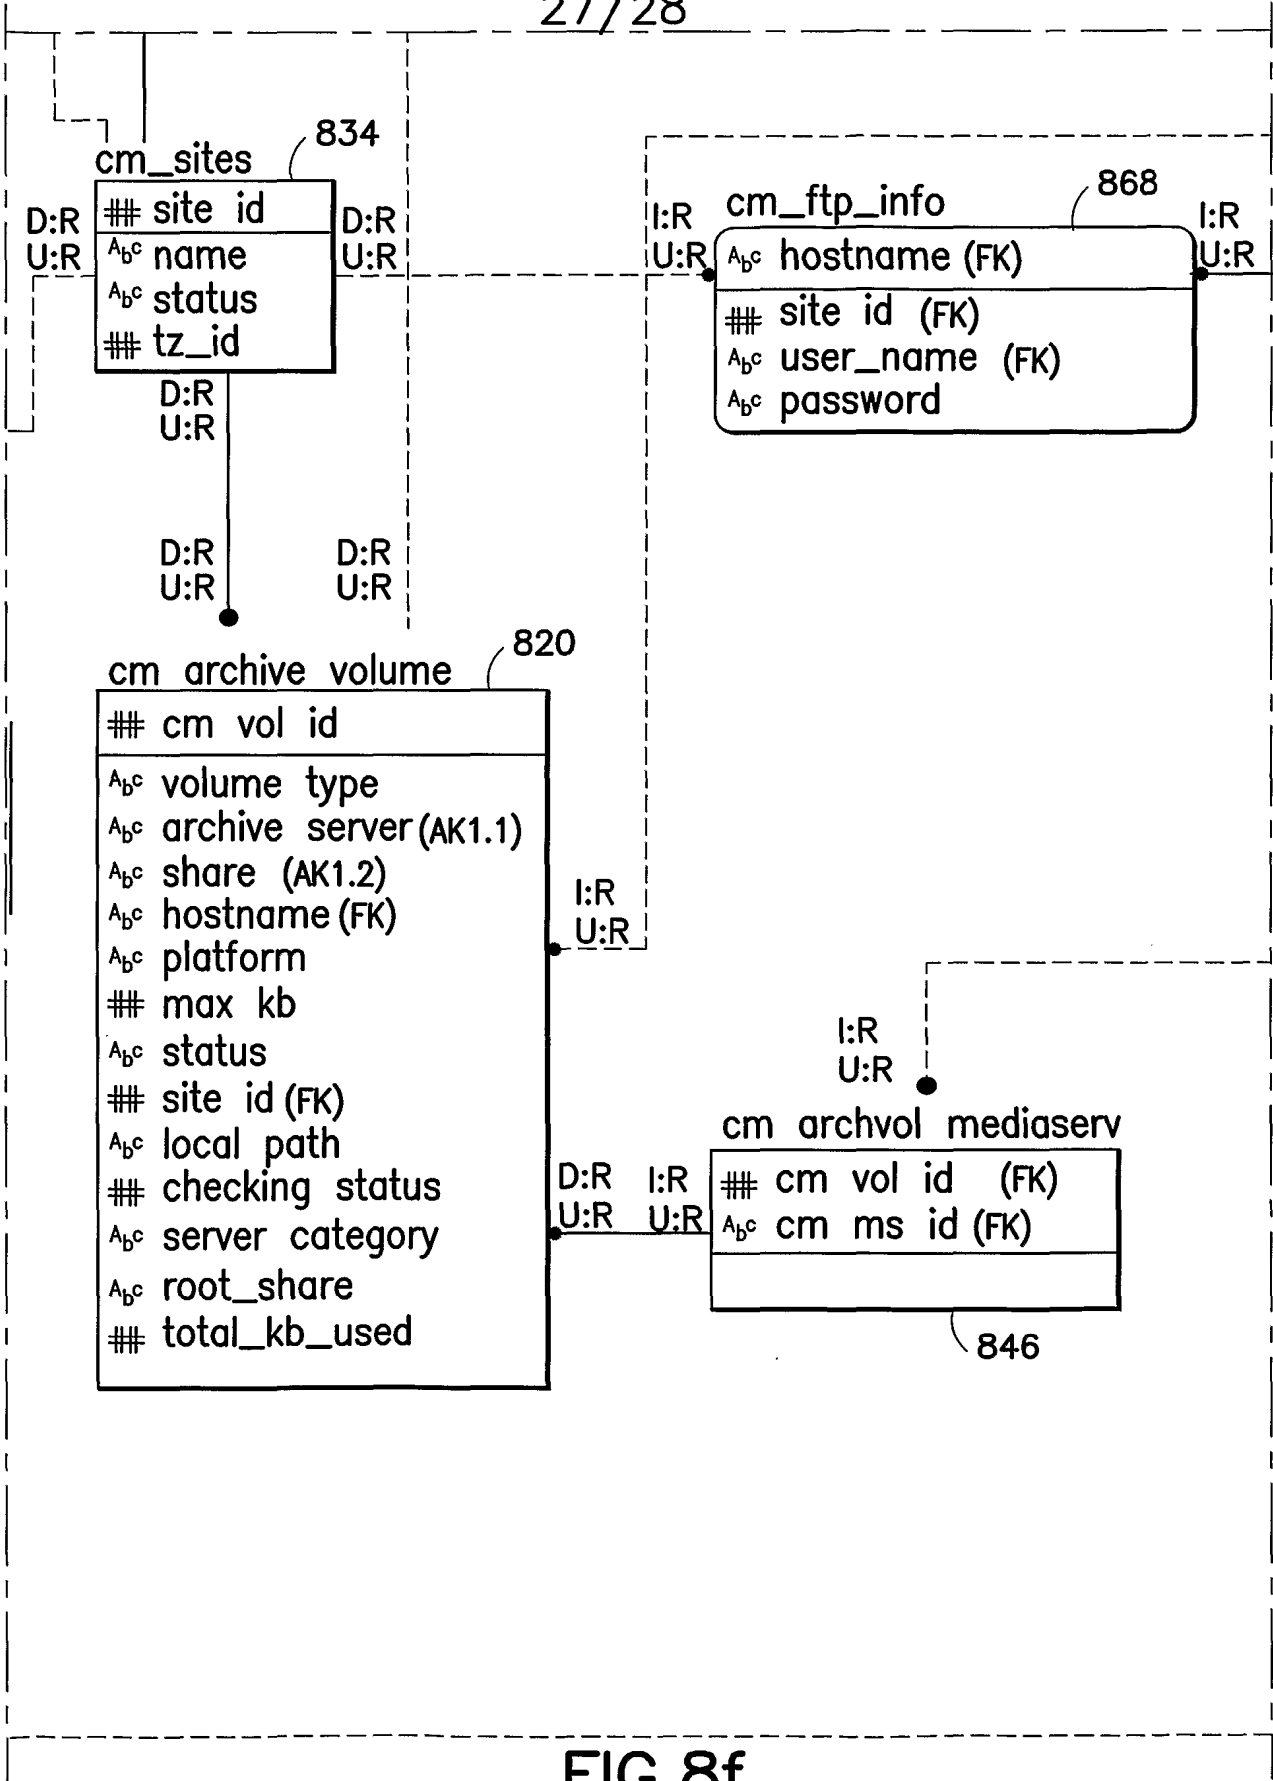 27/28
834
cm_sites
## site id
Abc name
Abc status
## tz_id
D:R
U:R
D:R
U:R
D:R
U:R
868
cm_ftp_info
I:R
U:R
I:R
U:R
Abc hostname (FK)
## site id (FK)
Abc user_name (FK)
Abc password
D:R
U:R
D:R
U:R
820
cm archive volume
## cm vol id
Abc volume type
Abc archive server (AK1.1)
Abc share (AK1.2)
Abc hostname (FK)
Abc platform
## max kb
Abc status
## site id (FK)
Abc local path
## checking status
Abc server category
Abc root_share
## total_kb_used
I:R
U:R
I:R
U:R
D:R
U:R
I:R
U:R
cm archvol mediaserv
## cm vol id (FK)
Abc cm ms id (FK)
846
FIG. 8f